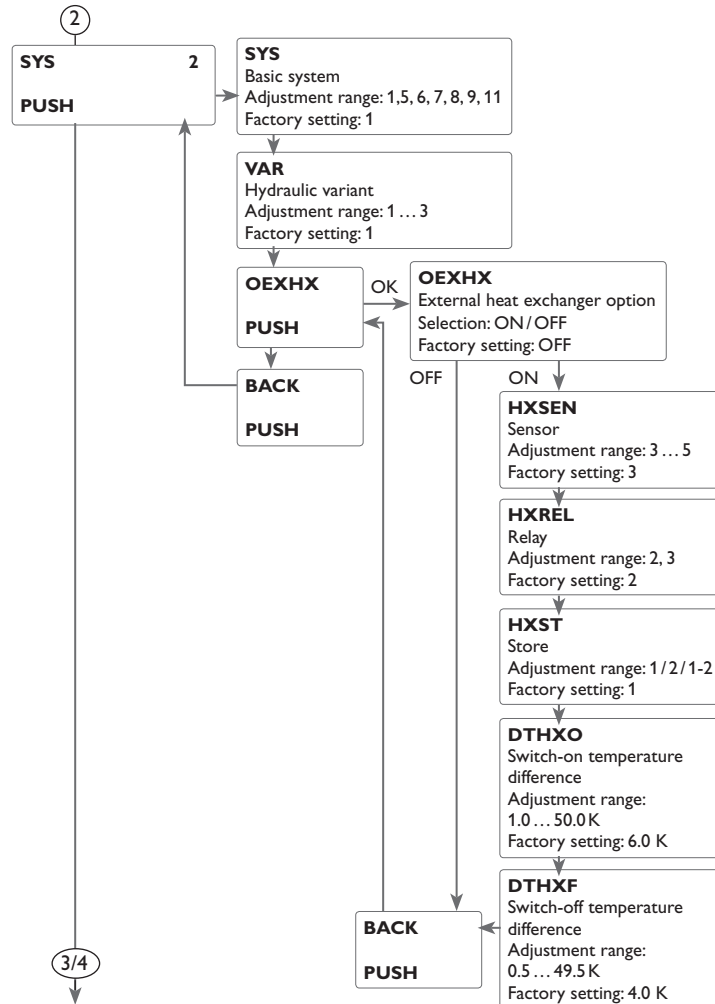 2
SYS 2
PUSH
SYS
Basic system
Adjustment range: 1,5, 6, 7, 8, 9, 11
Factory setting: 1
VAR
Hydraulic variant
Adjustment range: 1 … 3
Factory setting: 1
OEXHX
PUSH
OK
OEXHX
External heat exchanger option
Selection: ON / OFF
Factory setting: OFF
BACK
PUSH
OFF
ON
HXSEN
Sensor
Adjustment range: 3 … 5
Factory setting: 3
HXREL
Relay
Adjustment range: 2, 3
Factory setting: 2
HXST
Store
Adjustment range: 1 / 2 / 1-2
Factory setting: 1
DTHXO
Switch-on temperature
difference
Adjustment range:
1.0 … 50.0 K
Factory setting: 6.0 K
DTHXF
Switch-off temperature
difference
Adjustment range:
0.5 … 49.5 K
Factory setting: 4.0 K
BACK
PUSH
3/4